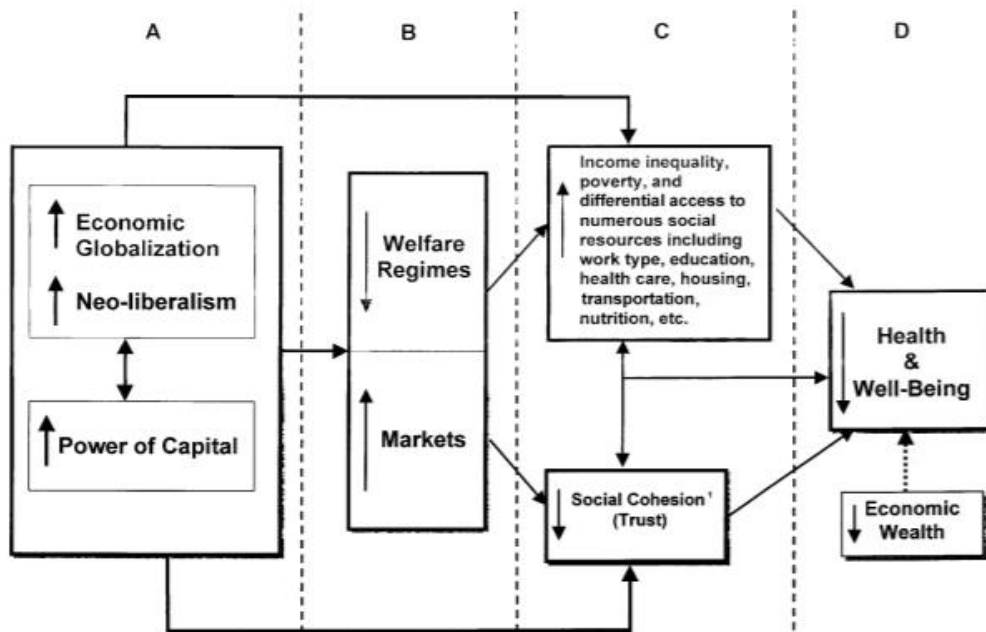 A
B
C
D
Economic
Globalization
Neo-liberalism
Power of Capital
Welfare
Regimes
Markets
Income inequality,
poverty, and
differential access to
numerous social
resources including
work type, education,
health care, housing,
transportation,
nutrition, etc.
Social Cohesion¹
(Trust)
Health
&
Well-Being
Economic
Wealth